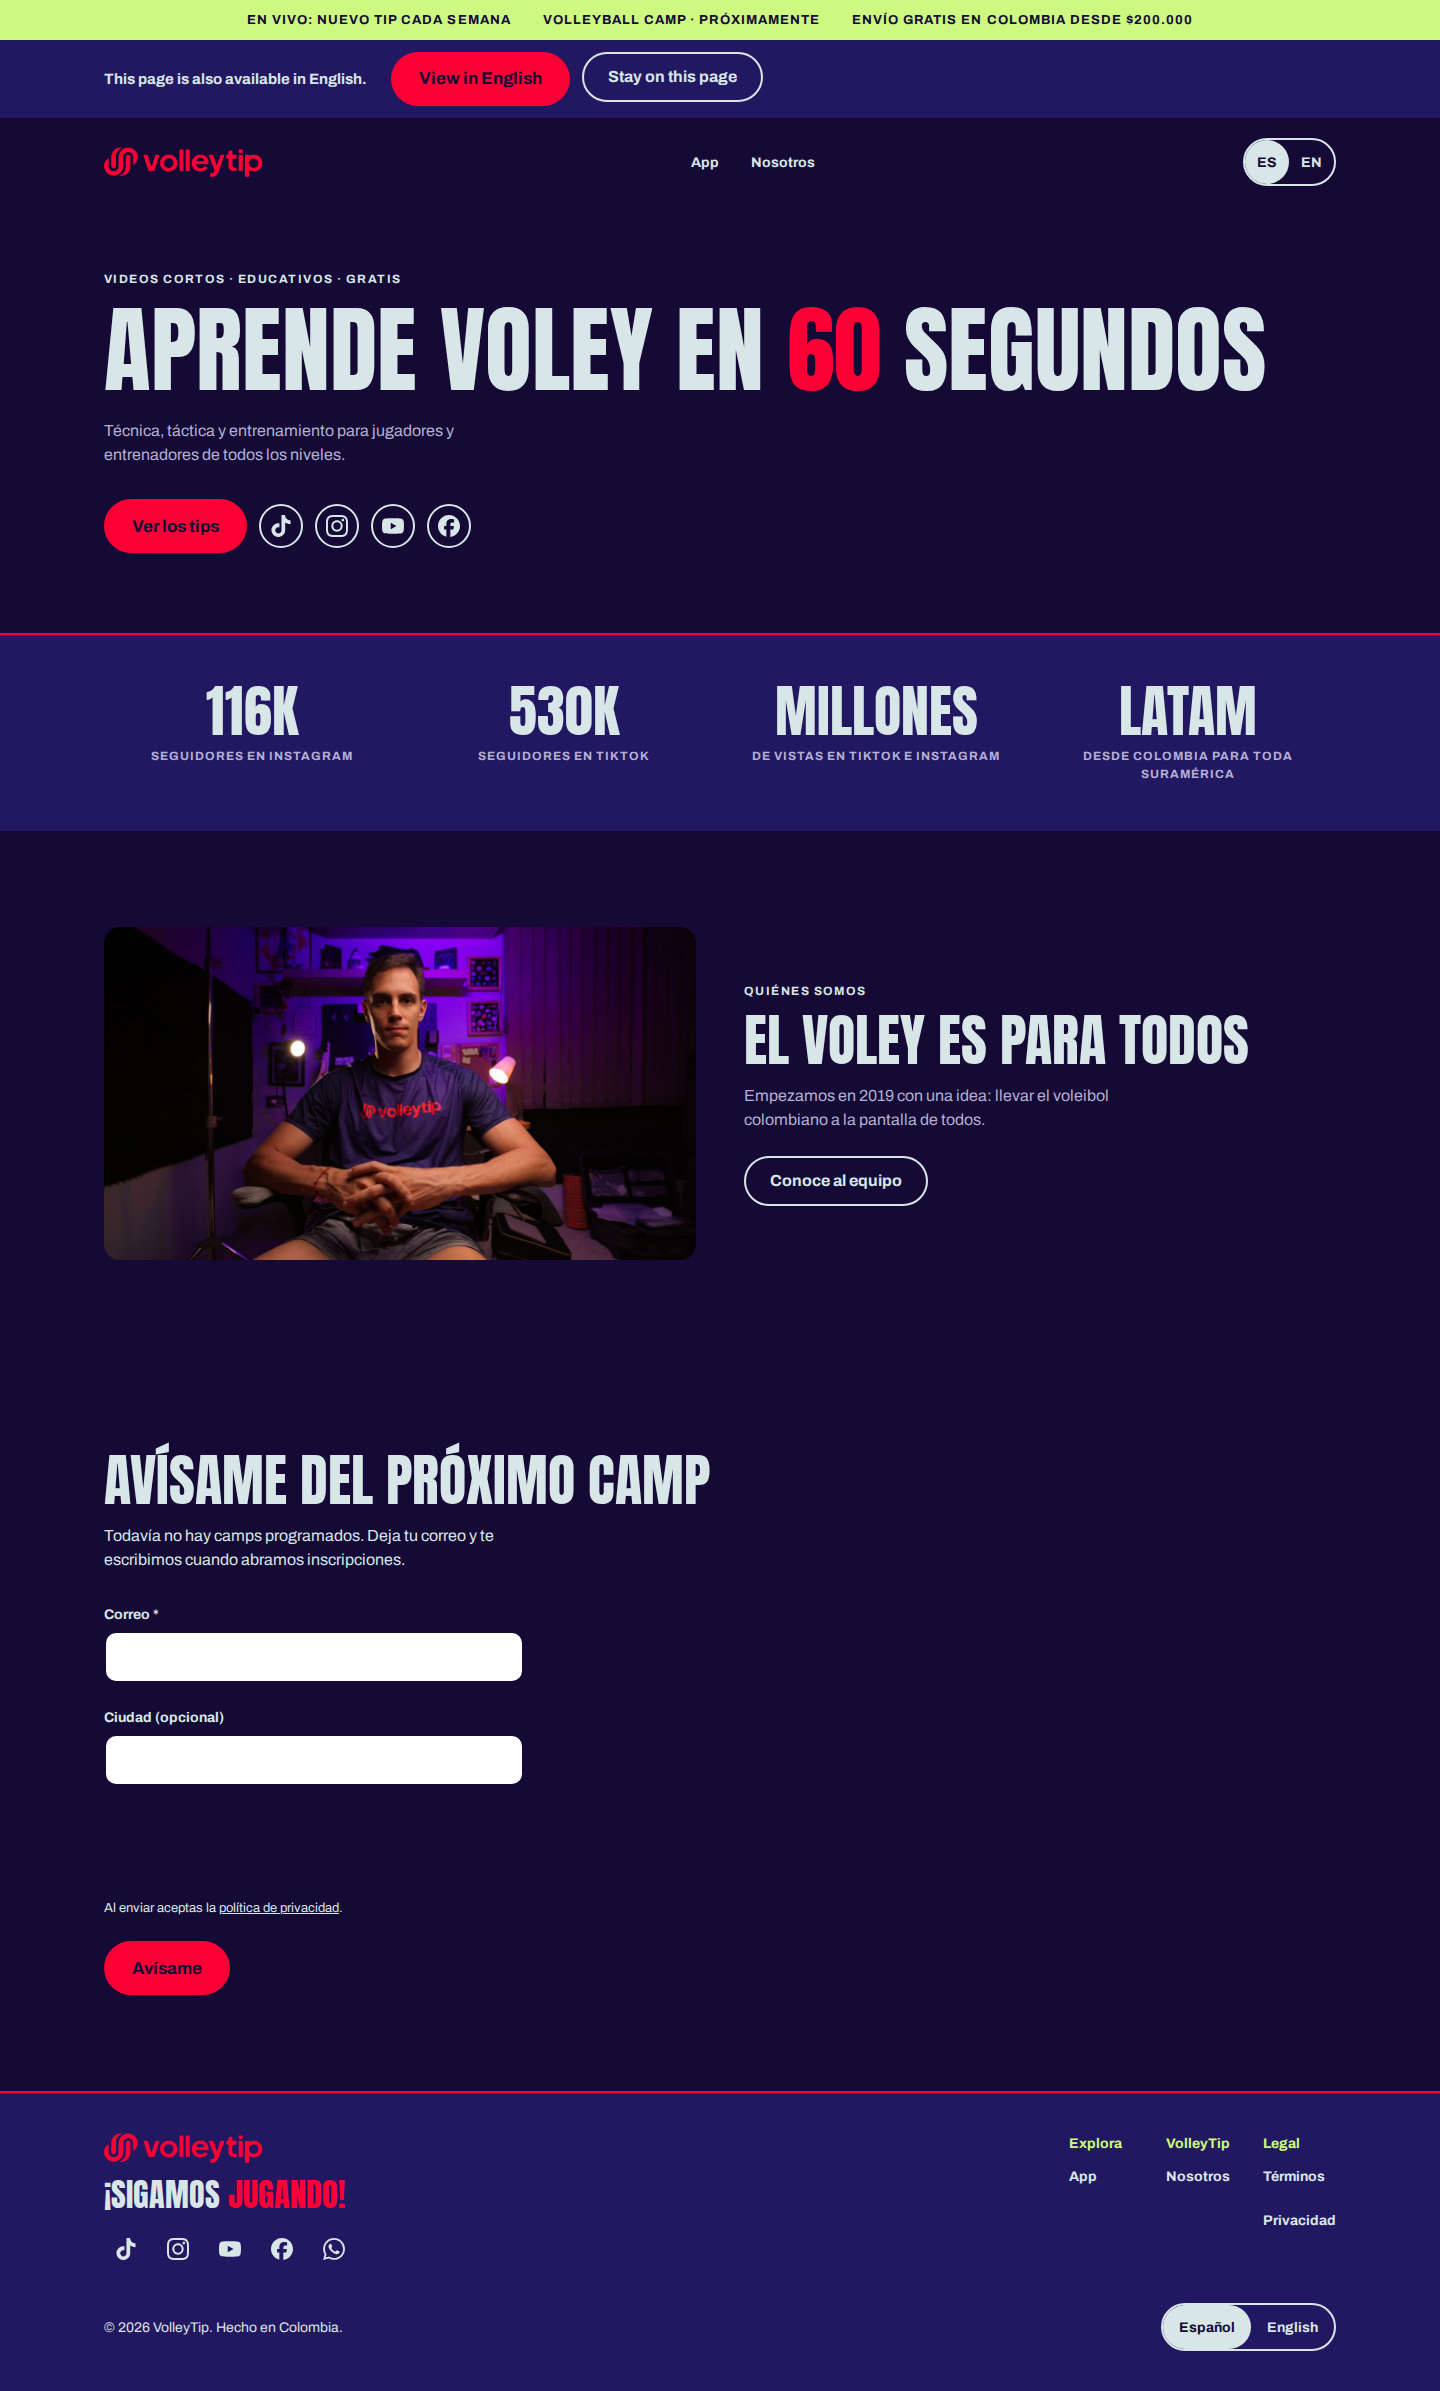 EN VIVO: NUEVO TIP CADA SEMANA VOLLEYBALL CAMP · PRÓXIMAMENTE ENVÍO GRATIS EN COLOMBIA DESDE $200.000
This page is also available in English. View in English Stay on this page
volleytip App Nosotros ES EN
VIDEOS CORTOS · EDUCATIVOS · GRATIS
APRENDE VOLEY EN 60 SEGUNDOS
Técnica, táctica y entrenamiento para jugadores y
entrenadores de todos los niveles.
Ver los tips
116K
SEGUIDORES EN INSTAGRAM
530K
SEGUIDORES EN TIKTOK
MILLONES
DE VISTAS EN TIKTOK E INSTAGRAM
LATAM
DESDE COLOMBIA PARA TODA
SURAMÉRICA
volleytip
QUIÉNES SOMOS
EL VOLEY ES PARA TODOS
Empezamos en 2019 con una idea: llevar el voleibol
colombiano a la pantalla de todos.
Conoce al equipo
AVÍSAME DEL PRÓXIMO CAMP
Todavía no hay camps programados. Deja tu correo y te
escribimos cuando abramos inscripciones.
Correo *
Ciudad (opcional)
Al enviar aceptas la política de privacidad.
Avísame
volleytip
¡SIGAMOS JUGANDO!
Explora
App
VolleyTip
Nosotros
Legal
Términos
Privacidad
© 2026 VolleyTip. Hecho en Colombia.
Español English